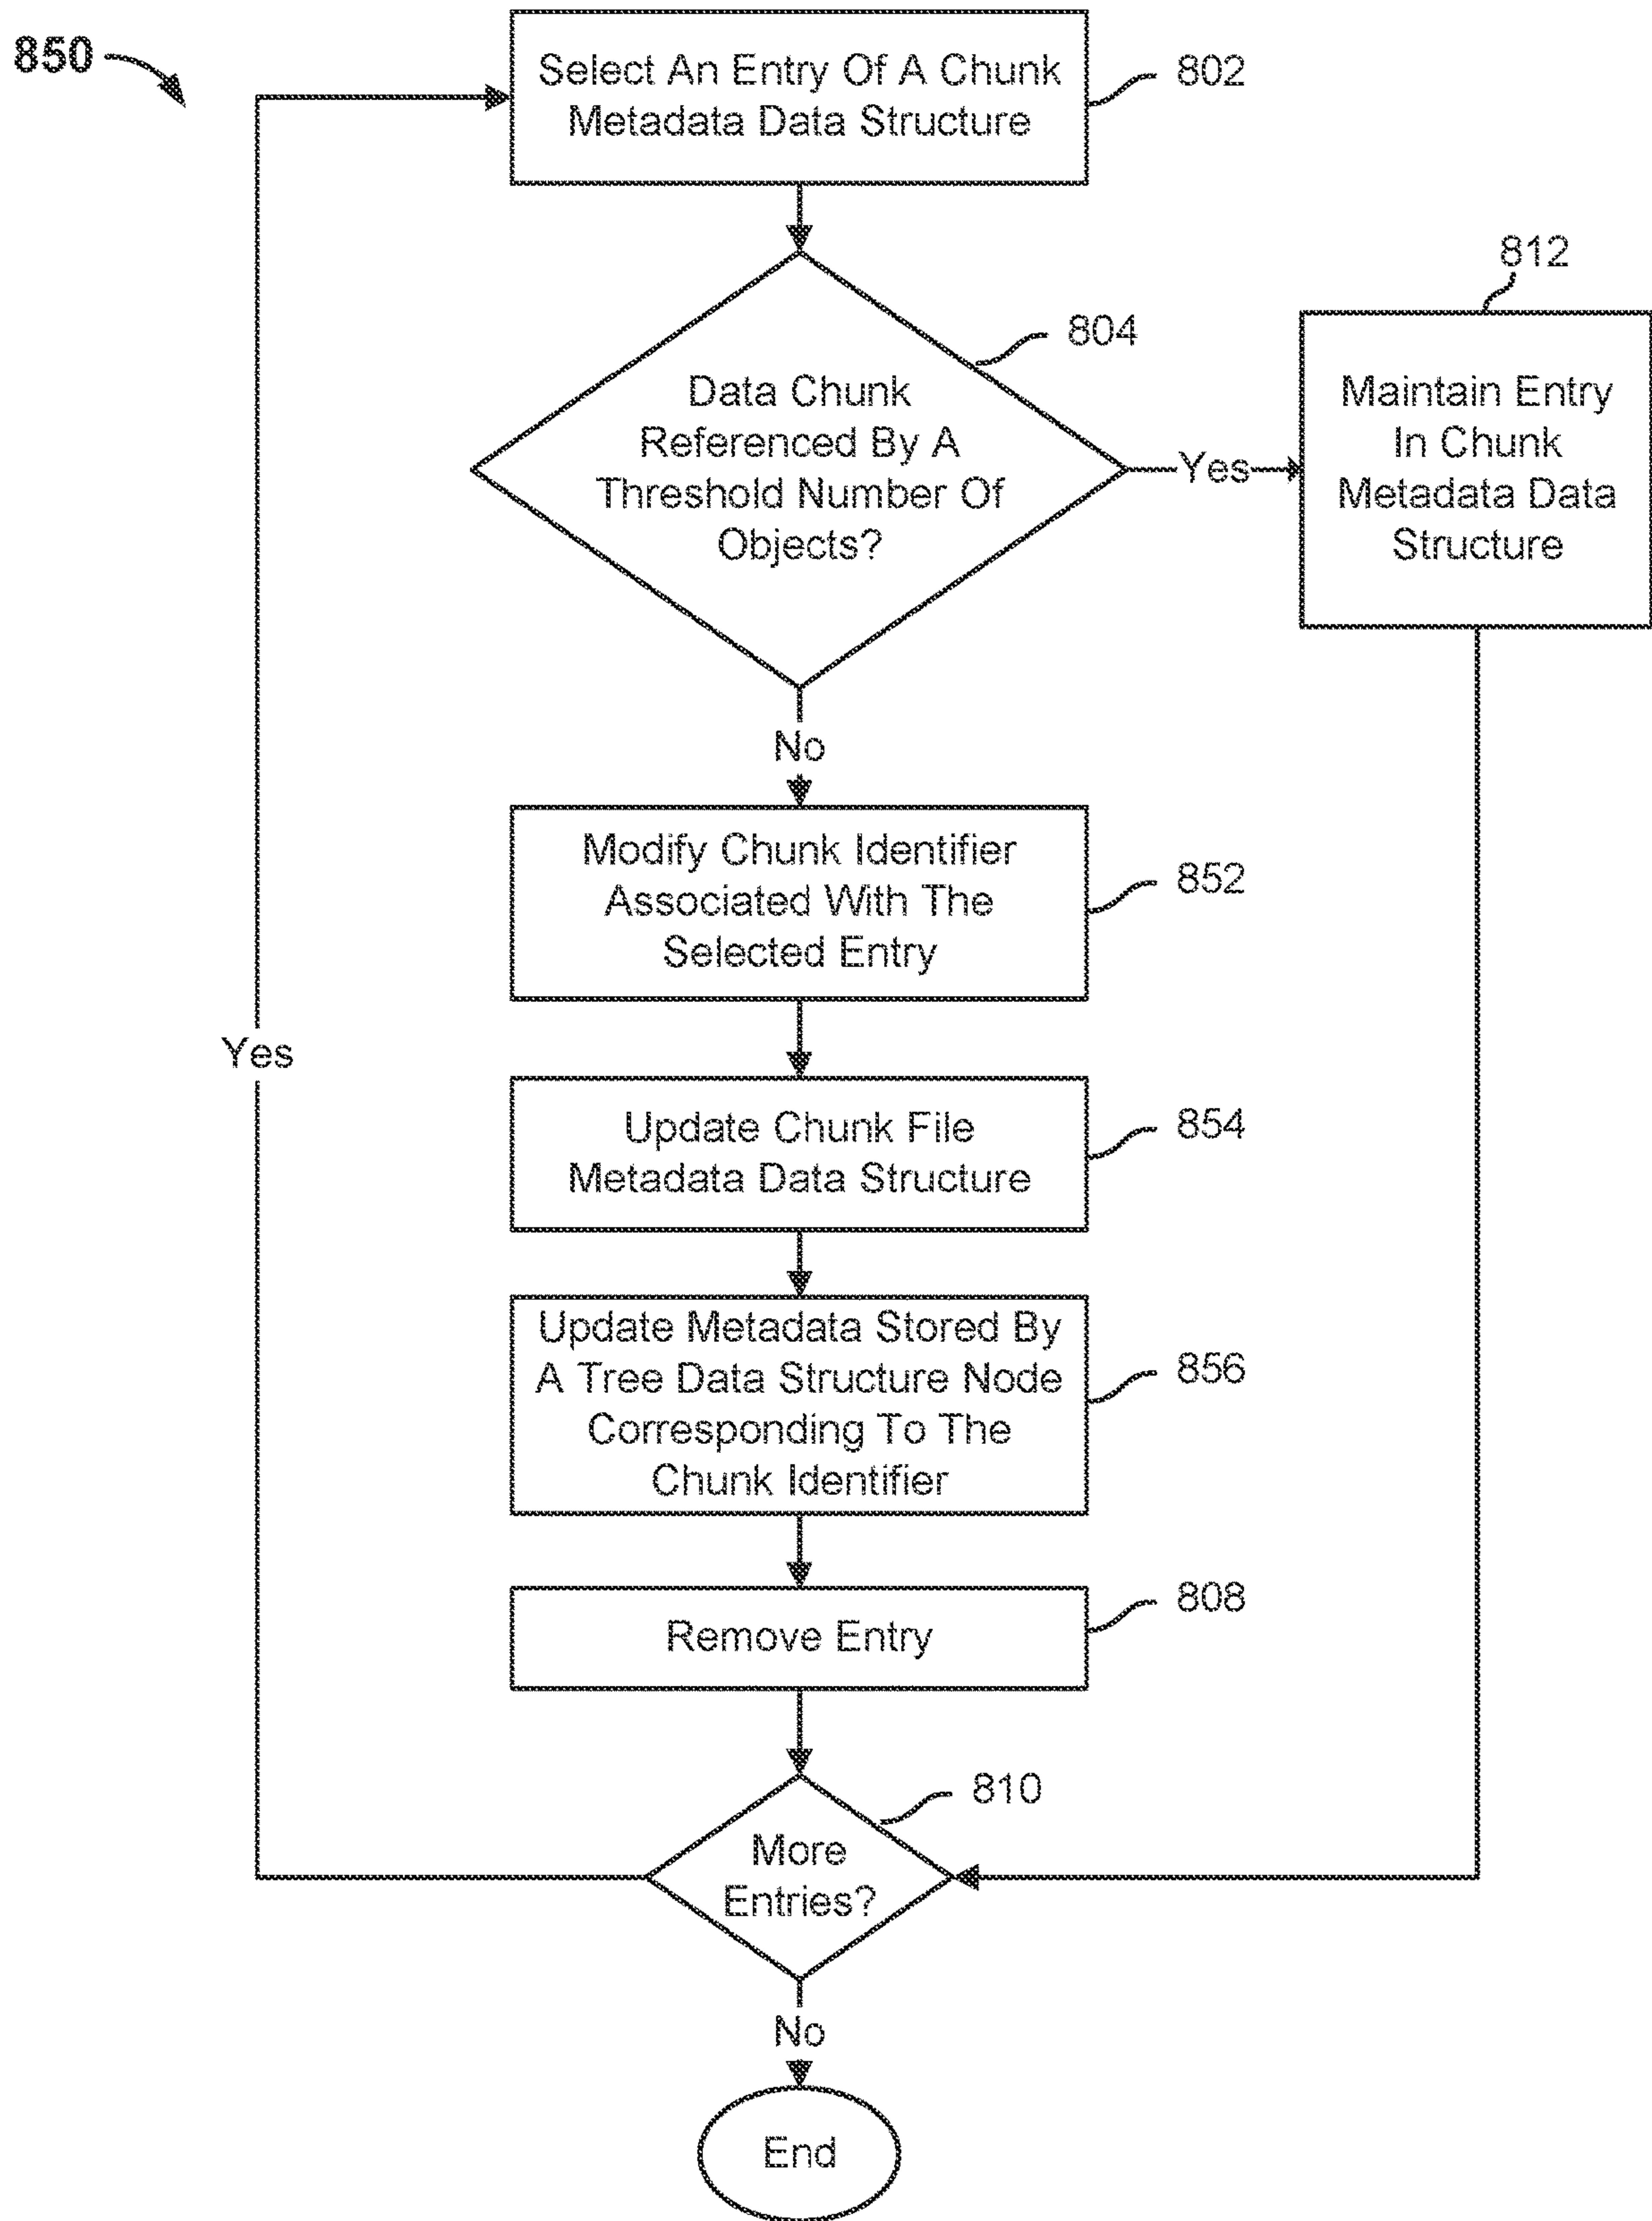 850
Select An Entry Of A Chunk
Metadata Data Structure
802
812
804
Data Chunk
Referenced By A
Threshold Number Of
Objects?
Yes
Maintain Entry
In Chunk
Metadata Data
Structure
No
Modify Chunk Identifier
Associated With The
Selected Entry
852
Yes
Update Chunk File
Metadata Data Structure
854
Update Metadata Stored By
A Tree Data Structure Node
Corresponding To The
Chunk Identifier
856
Remove Entry
808
810
More
Entries?
No
End